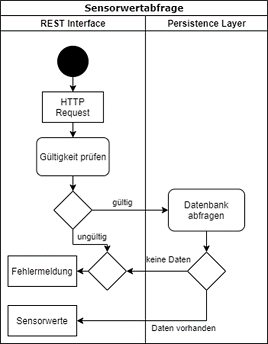 Sensorwertabfrage
REST Interface
Persistence Layer
HTTP
Request
Gültigkeit prüfen
gültig
Datenbank
abfragen
ungültig
keine Daten
Fehlermeldung
Sensorwerte
Daten vorhanden